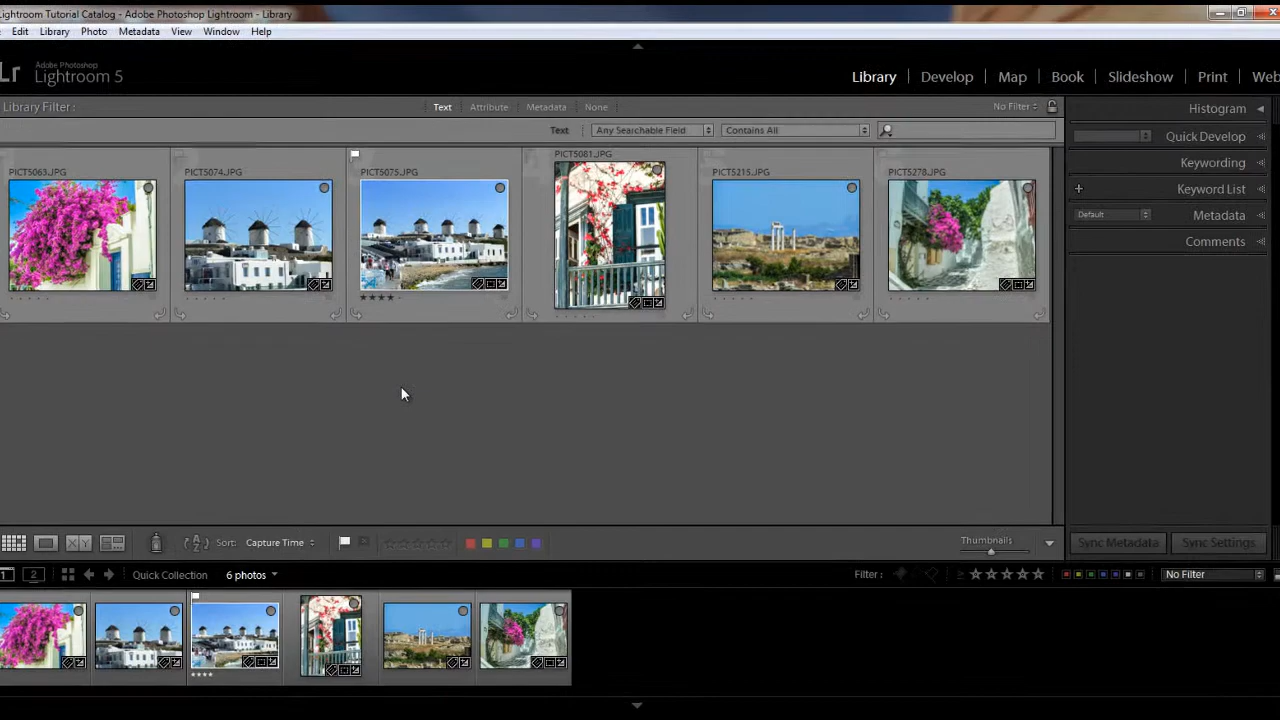 Lightroom Tutorial Catalog - Adobe Photoshop Lightroom - Library
Edit Library Photo Metadata View Window Help
Lr Adobe Photoshop
Lightroom 5
Library | Develop | Map | Book | Slideshow | Print | Web
Library Filter : Text Attribute Metadata None No Filter
Histogram
Text Any Searchable Field Contains All
Quick Develop
Keywording
Keyword List
Default Metadata
Comments
PICT5063.JPG PICT5074.JPG PICT5075.JPG PICT5081.JPG PICT5215.JPG PICT5278.JPG
Sort: Capture Time Thumbnails
Sync Metadata Sync Settings
1 2 Quick Collection 6 photos Filter : No Filter